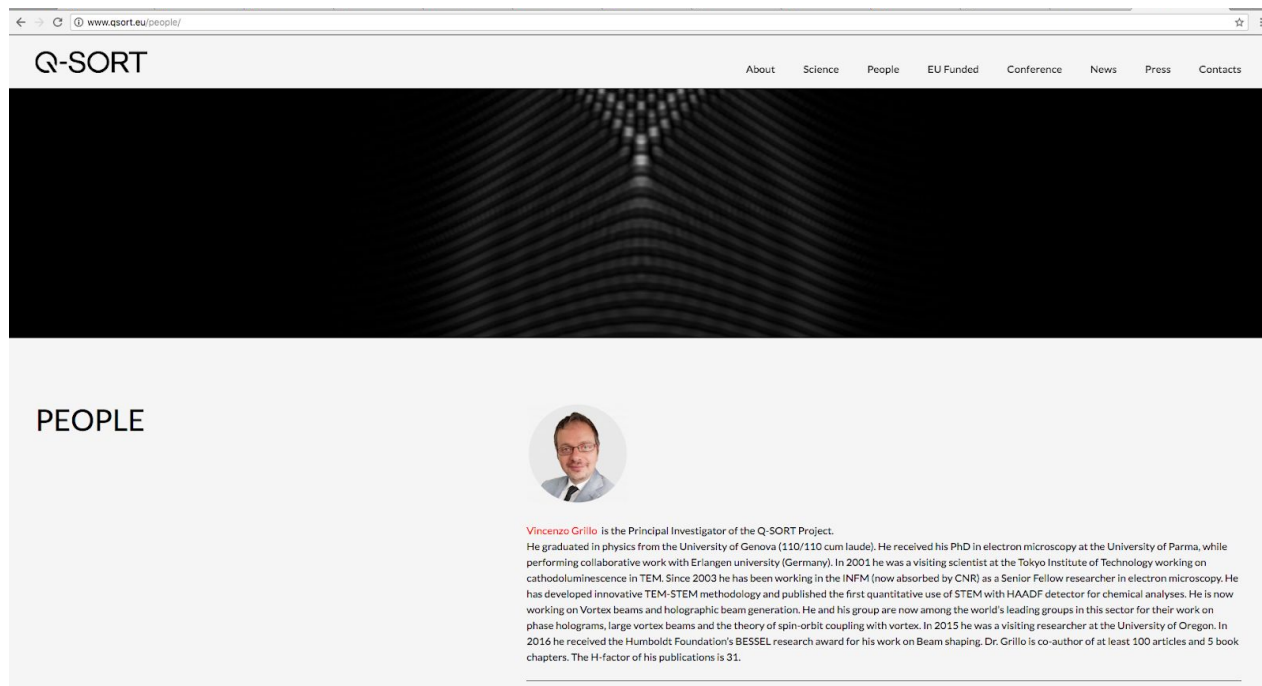 www.qsort.eu/people/
Q-SORT
About Science People EU Funded Conference News Press Contacts
PEOPLE
Vincenzo Grillo is the Principal Investigator of the Q-SORT Project.
He graduated in physics from the University of Genova (110/110 cum laude). He received his PhD in electron microscopy at the University of Parma, while
performing collaborative work with Erlangen university (Germany). In 2001 he was a visiting scientist at the Tokyo Institute of Technology working on
cathodoluminescence in TEM. Since 2003 he has been working in the INFM (now absorbed by CNR) as a Senior Fellow researcher in electron microscopy. He
has developed innovative TEM-STEM methodology and published the first quantitative use of STEM with HAADF detector for chemical analyses. He is now
working on Vortex beams and holographic beam generation. He and his group are now among the world's leading groups in this sector for their work on
phase holograms, large vortex beams and the theory of spin-orbit coupling with vortex. In 2015 he was a visiting researcher at the University of Oregon. In
2016 he received the Humboldt Foundation's BESSEL research award for his work on Beam shaping. Dr. Grillo is co-author of at least 100 articles and 5 book
chapters. The H-factor of his publications is 31.